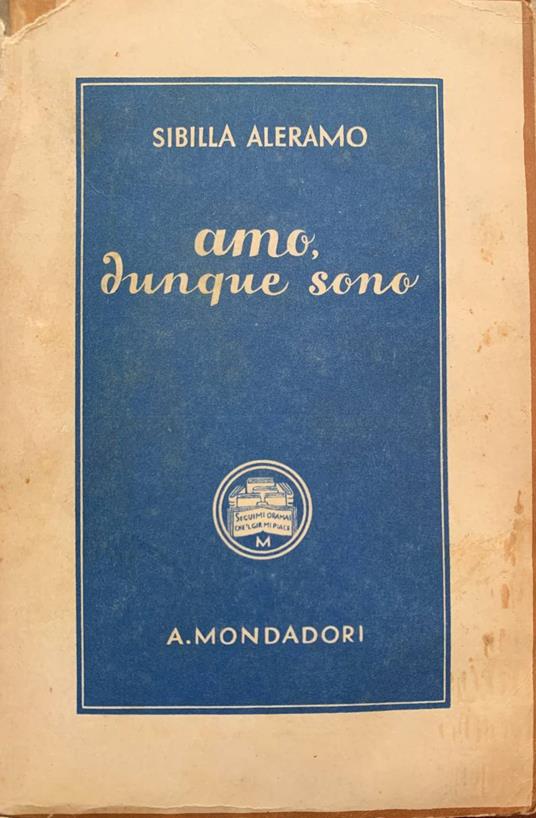 SIBILLA ALERAMO
amo,
dunque sono
SEGUIMI ORAMAI
CHE 'L GIR MI PIACE
M
A. MONDADORI